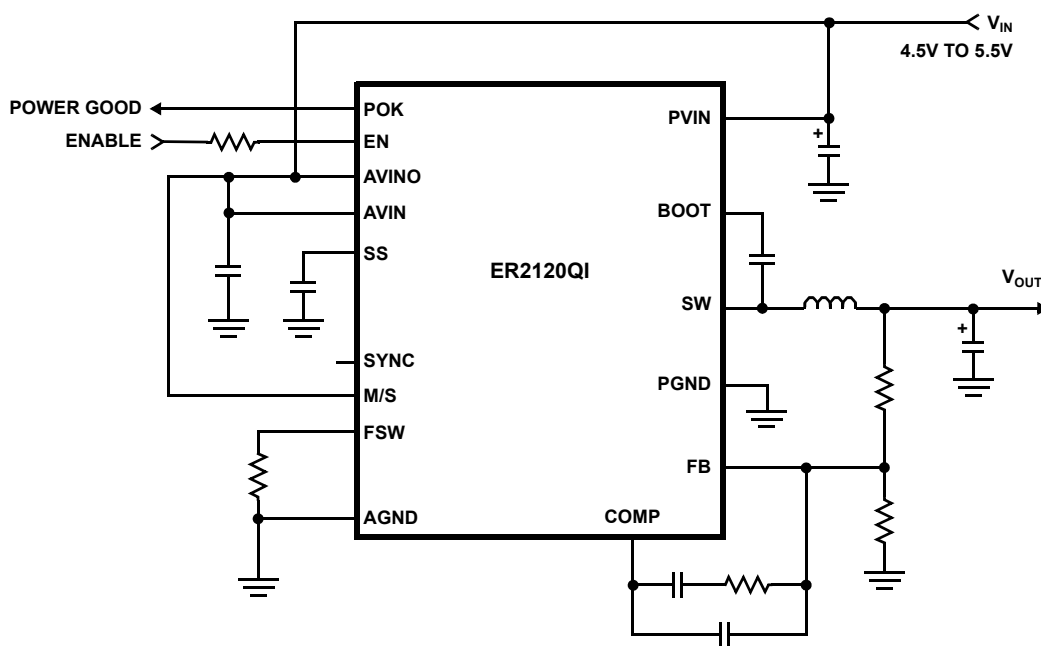 V_IN
4.5V TO 5.5V
POWER GOOD
POK
PVIN
ENABLE
EN
+
AVINO
AVIN
BOOT
SS
ER2120QI
V_OUT
SW
+
SYNC
PGND
M/S
FSW
FB
AGND
COMP